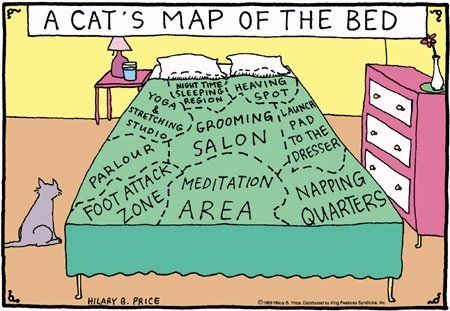 A CAT'S MAP OF THE BED
NIGHT TIME
SLEEPING
REGION
HEAVING
SPOT
YOGA
&
STRETCHING
STUDIO
GROOMING
SALON
LAUNCH
PAD
TO THE
DRESSER
PARLOUR
FOOT ATTACK
ZONE
MEDITATION
AREA
NAPPING
QUARTERS
HILARY B. PRICE
©1999 Hilary B. Price. Distributed by King Features Syndicate, Inc.